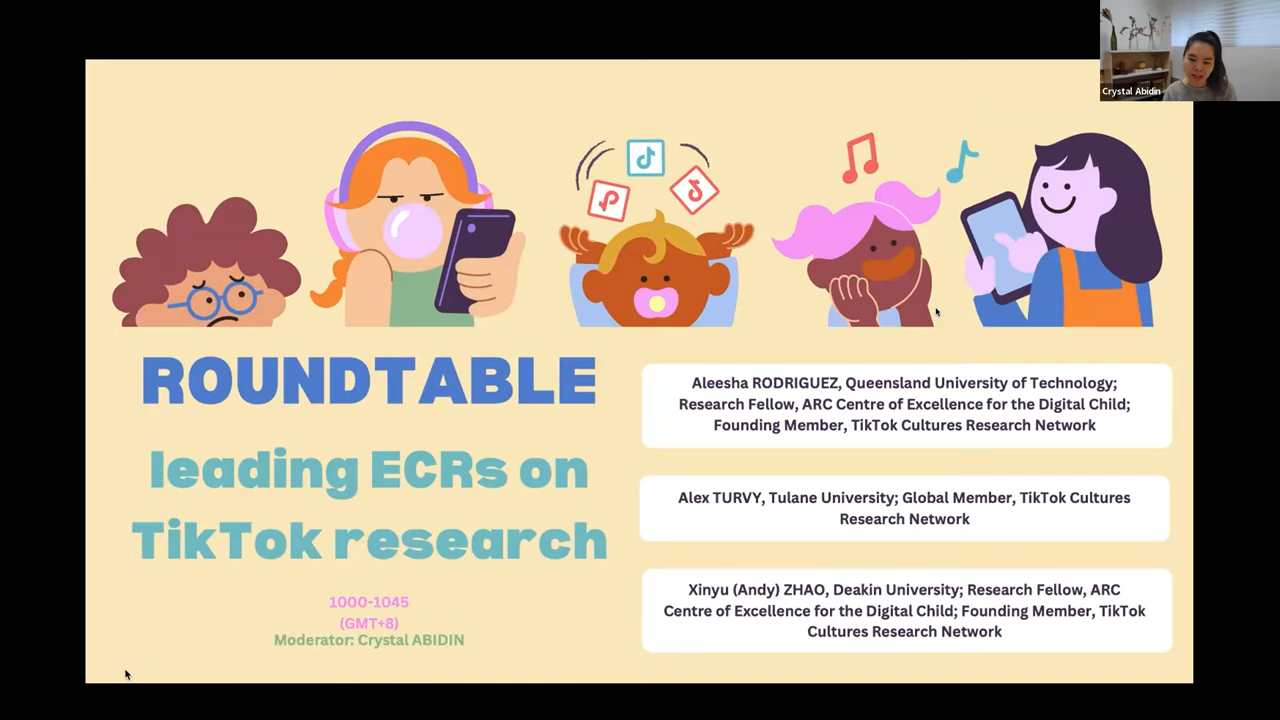 Crystal Abidin
ROUNDTABLE
leading ECRs on
TikTok research
1000-1045
(GMT+8)
Moderator: Crystal ABIDIN
Aleesha RODRIGUEZ, Queensland University of Technology;
Research Fellow, ARC Centre of Excellence for the Digital Child;
Founding Member, TikTok Cultures Research Network
Alex TURVY, Tulane University; Global Member, TikTok Cultures
Research Network
Xinyu (Andy) ZHAO, Deakin University; Research Fellow, ARC
Centre of Excellence for the Digital Child; Founding Member, TikTok
Cultures Research Network